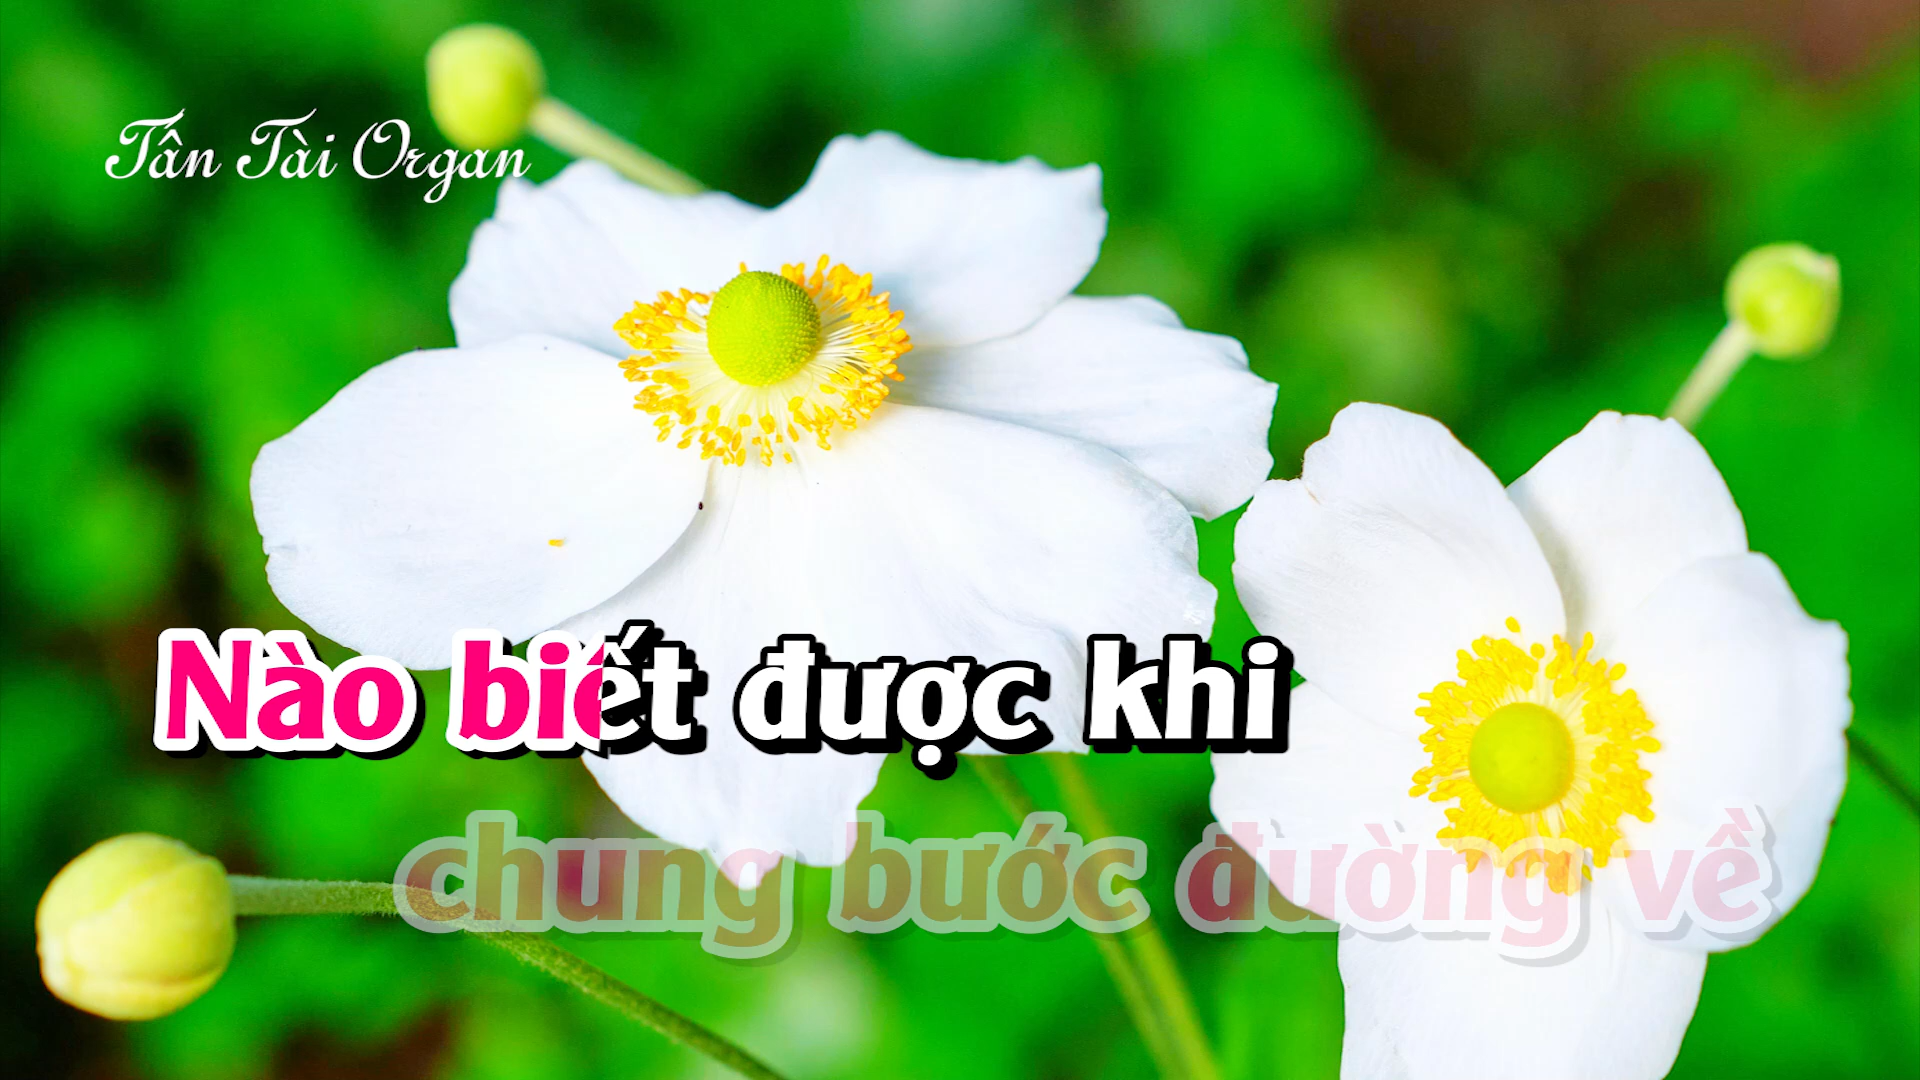 Tấn Tài Organ
Nào biết được khi
chung bước đường về